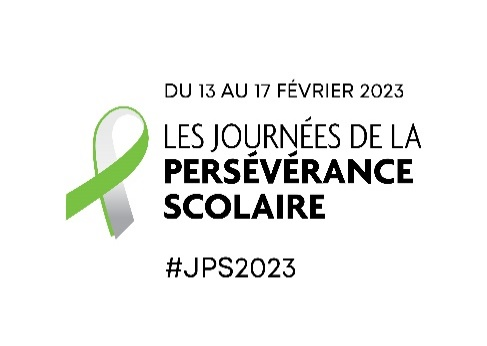 DU 13 AU 17 FÉVRIER 2023
LES JOURNÉES DE LA
PERSÉVÉRANCE
SCOLAIRE
#JPS2023